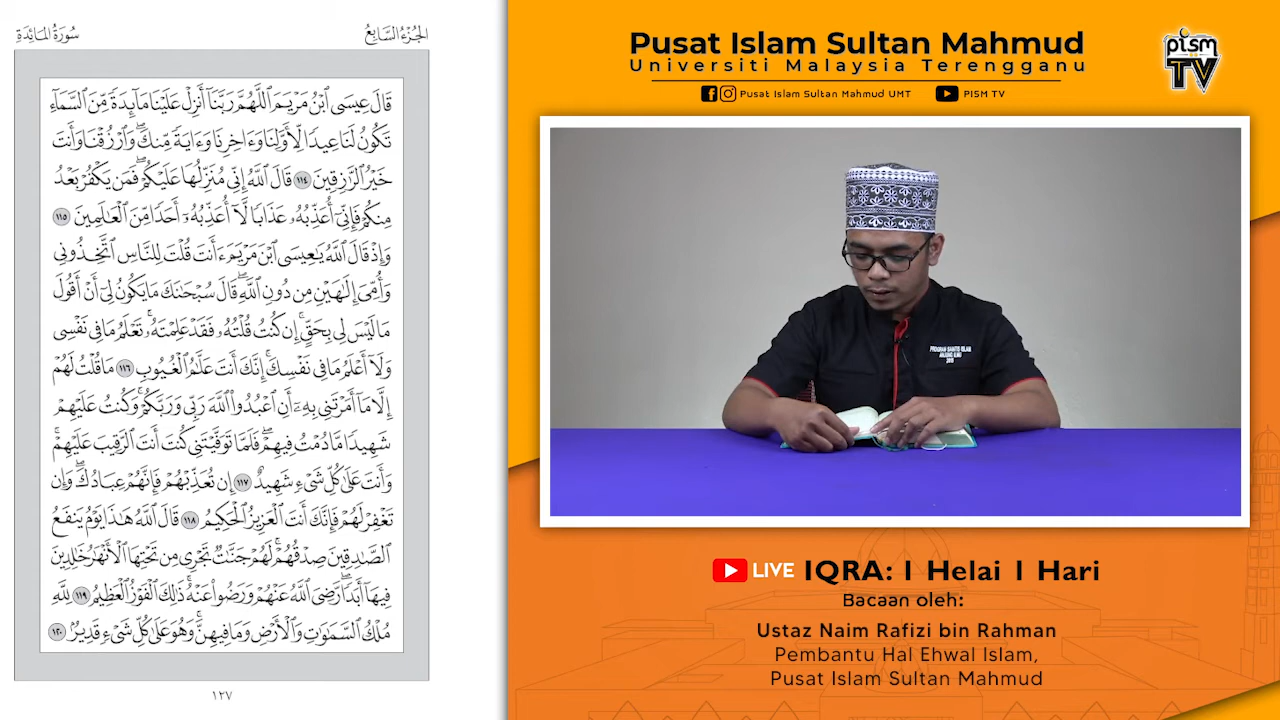 سُورَةُ المَائِدَةِ
الجُزْءُ السَّابِعُ
قَالَ عِيسَى ٱبْنُ مَرْيَمَ ٱللَّهُمَّ رَبَّنَآ أَنزِلْ عَلَيْنَا مَآئِدَةً مِّنَ ٱلسَّمَآءِ
تَكُونُ لَنَا عِيدًا لِّأَوَّلِنَا وَءَاخِرِنَا وَءَايَةً مِّنكَۖ وَٱرْزُقْنَا وَأَنتَ
خَيْرُ ٱلرَّٰزِقِينَ ١١٤ قَالَ ٱللَّهُ إِنِّى مُنَزِّلُهَا عَلَيْكُمْۖ فَمَن يَكْفُرْ بَعْدُ
مِنكُمْ فَإِنِّىٓ أُعَذِّبُهُۥ عَذَابًا لَّآ أُعَذِّبُهُۥٓ أَحَدًا مِّنَ ٱلْعَٰلَمِينَ ١١٥
وَإِذْ قَالَ ٱللَّهُ يَٰعِيسَى ٱبْنَ مَرْيَمَ ءَأَنتَ قُلْتَ لِلنَّاسِ ٱتَّخِذُونِى
وَأُمِّىَ إِلَٰهَيْنِ مِن دُونِ ٱللَّهِۖ قَالَ سُبْحَٰنَكَ مَا يَكُونُ لِىٓ أَنْ أَقُولَ
مَا لَيْسَ لِى بِحَقٍّۚ إِن كُنتُ قُلْتُهُۥ فَقَدْ عَلِمْتَهُۥۚ تَعْلَمُ مَا فِى نَفْسِى
وَلَآ أَعْلَمُ مَا فِى نَفْسِكَۚ إِنَّكَ أَنتَ عَلَّٰمُ ٱلْغُيُوبِ ١١٦ مَا قُلْتُ لَهُمْ
إِلَّا مَآ أَمَرْتَنِى بِهِۦٓ أَنِ ٱعْبُدُوا۟ ٱللَّهَ رَبِّى وَرَبَّكُمْۚ وَكُنتُ عَلَيْهِمْ
شَهِيدًا مَّا دُمْتُ فِيهِمْۖ فَلَمَّا تَوَفَّيْتَنِى كُنتَ أَنتَ ٱلرَّقِيبَ عَلَيْهِمْۚ
وَأَنتَ عَلَىٰ كُلِّ شَىْءٍ شَهِيدٌ ١١٧ إِن تُعَذِّبْهُمْ فَإِنَّهُمْ عِبَادُكَۖ وَإِن
تَغْفِرْ لَهُمْ فَإِنَّكَ أَنتَ ٱلْعَزِيزُ ٱلْحَكِيمُ ١١٨ قَالَ ٱللَّهُ هَٰذَا يَوْمُ يَنفَعُ
ٱلصَّٰدِقِينَ صِدْقُهُمْۚ لَهُمْ جَنَّٰتٌ تَجْرِى مِن تَحْتِهَا ٱلْأَنْهَٰرُ خَٰلِدِينَ
فِيهَآ أَبَدًاۖ رَّضِىَ ٱللَّهُ عَنْهُمْ وَرَضُوا۟ عَنْهُۚ ذَٰلِكَ ٱلْفَوْزُ ٱلْعَظِيمُ ١١٩ لِلَّهِ
مُلْكُ ٱلسَّمَٰوَٰتِ وَٱلْأَرْضِ وَمَا فِيهِنَّۚ وَهُوَ عَلَىٰ كُلِّ شَىْءٍ قَدِيرٌۢ ١٢٠
١٢٧
Pusat Islam Sultan Mahmud
Universiti Malaysia Terengganu
Pusat Islam Sultan Mahmud UMT
PISM TV
pism
TV
PROGRAM SAINTIS ISLAM
ANJUNG ILMU
2019
LIVE IQRA: 1 Helai 1 Hari
Bacaan oleh:
Ustaz Naim Rafizi bin Rahman
Pembantu Hal Ehwal Islam,
Pusat Islam Sultan Mahmud